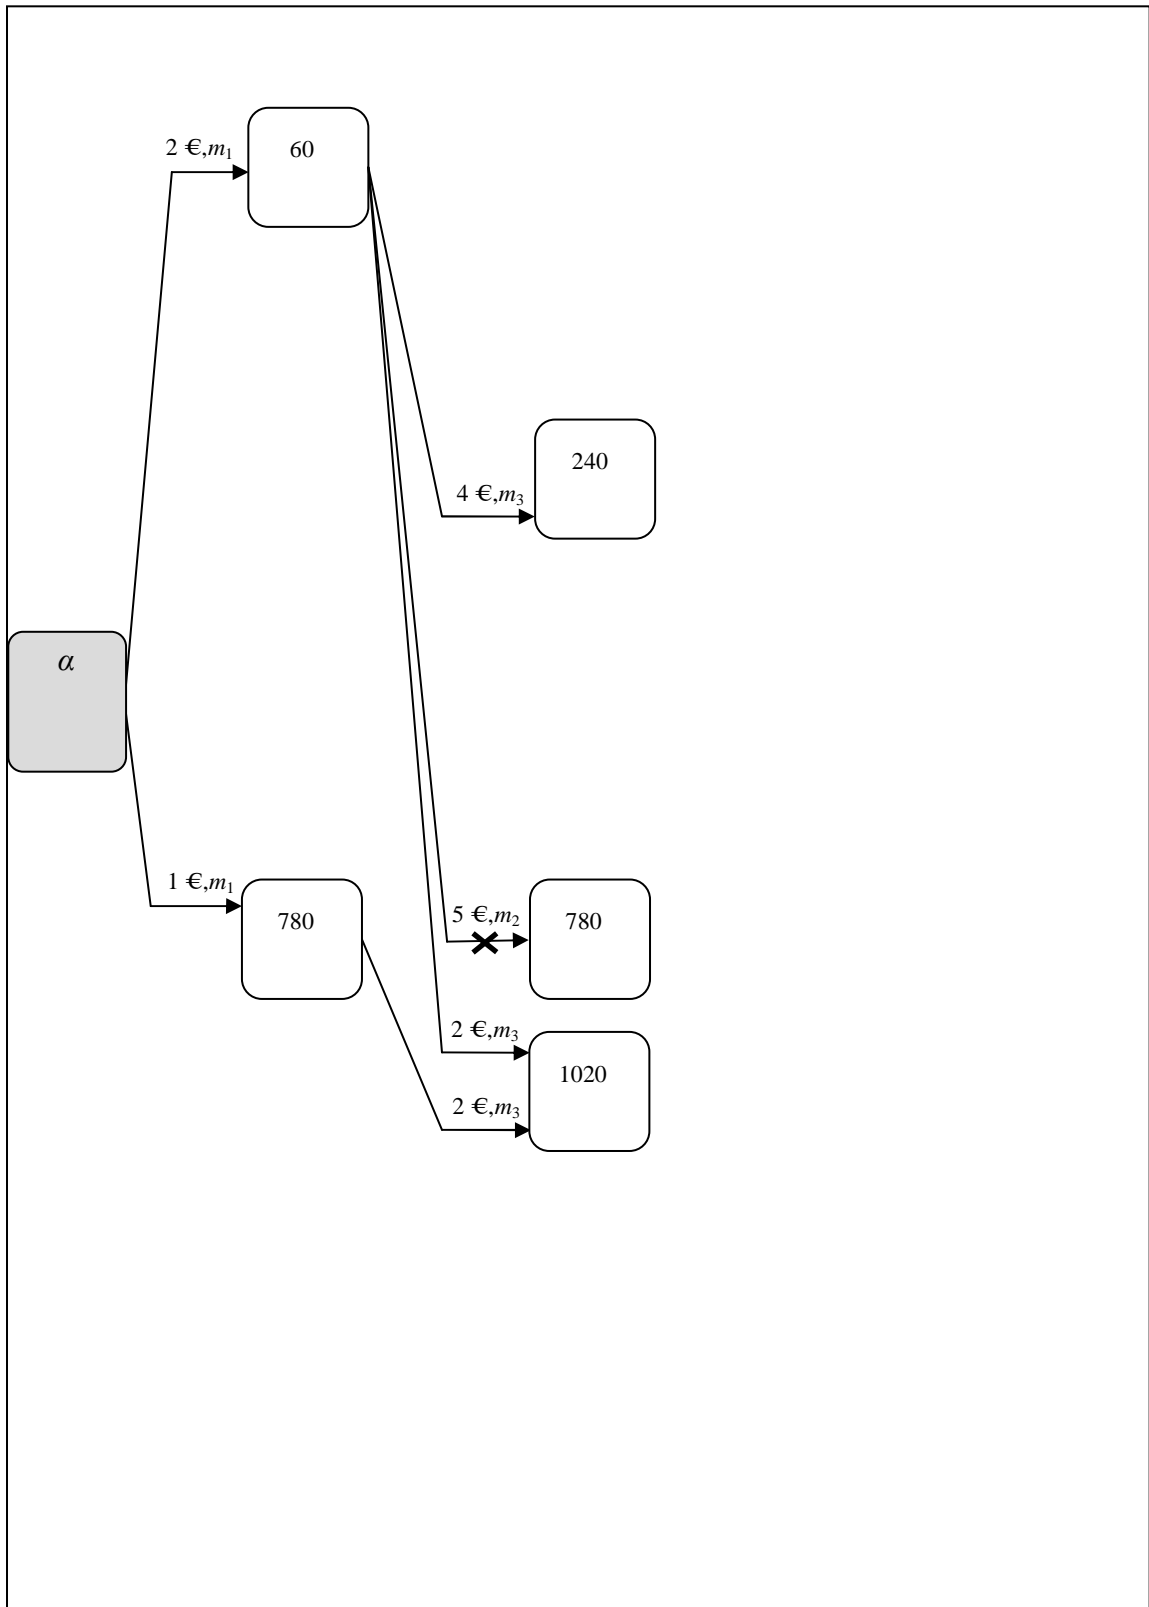 2 €,m₁
60
240
4 €,m₃
α
1 €,m₁
780
5 €,m₂
780
2 €,m₃
1020
2 €,m₃